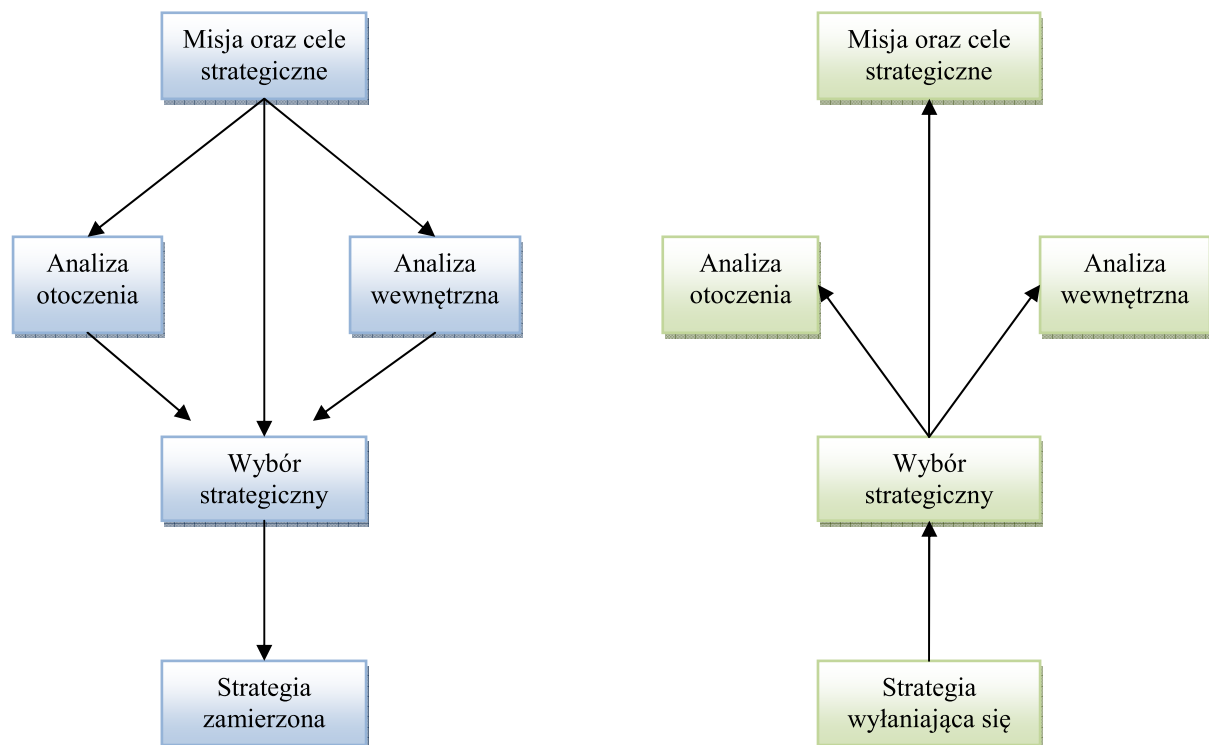 Misja oraz cele
strategiczne
Analiza
otoczenia
Analiza
wewnętrzna
Wybór
strategiczny
Strategia
zamierzona
Misja oraz cele
strategiczne
Analiza
otoczenia
Analiza
wewnętrzna
Wybór
strategiczny
Strategia
wyłaniająca się